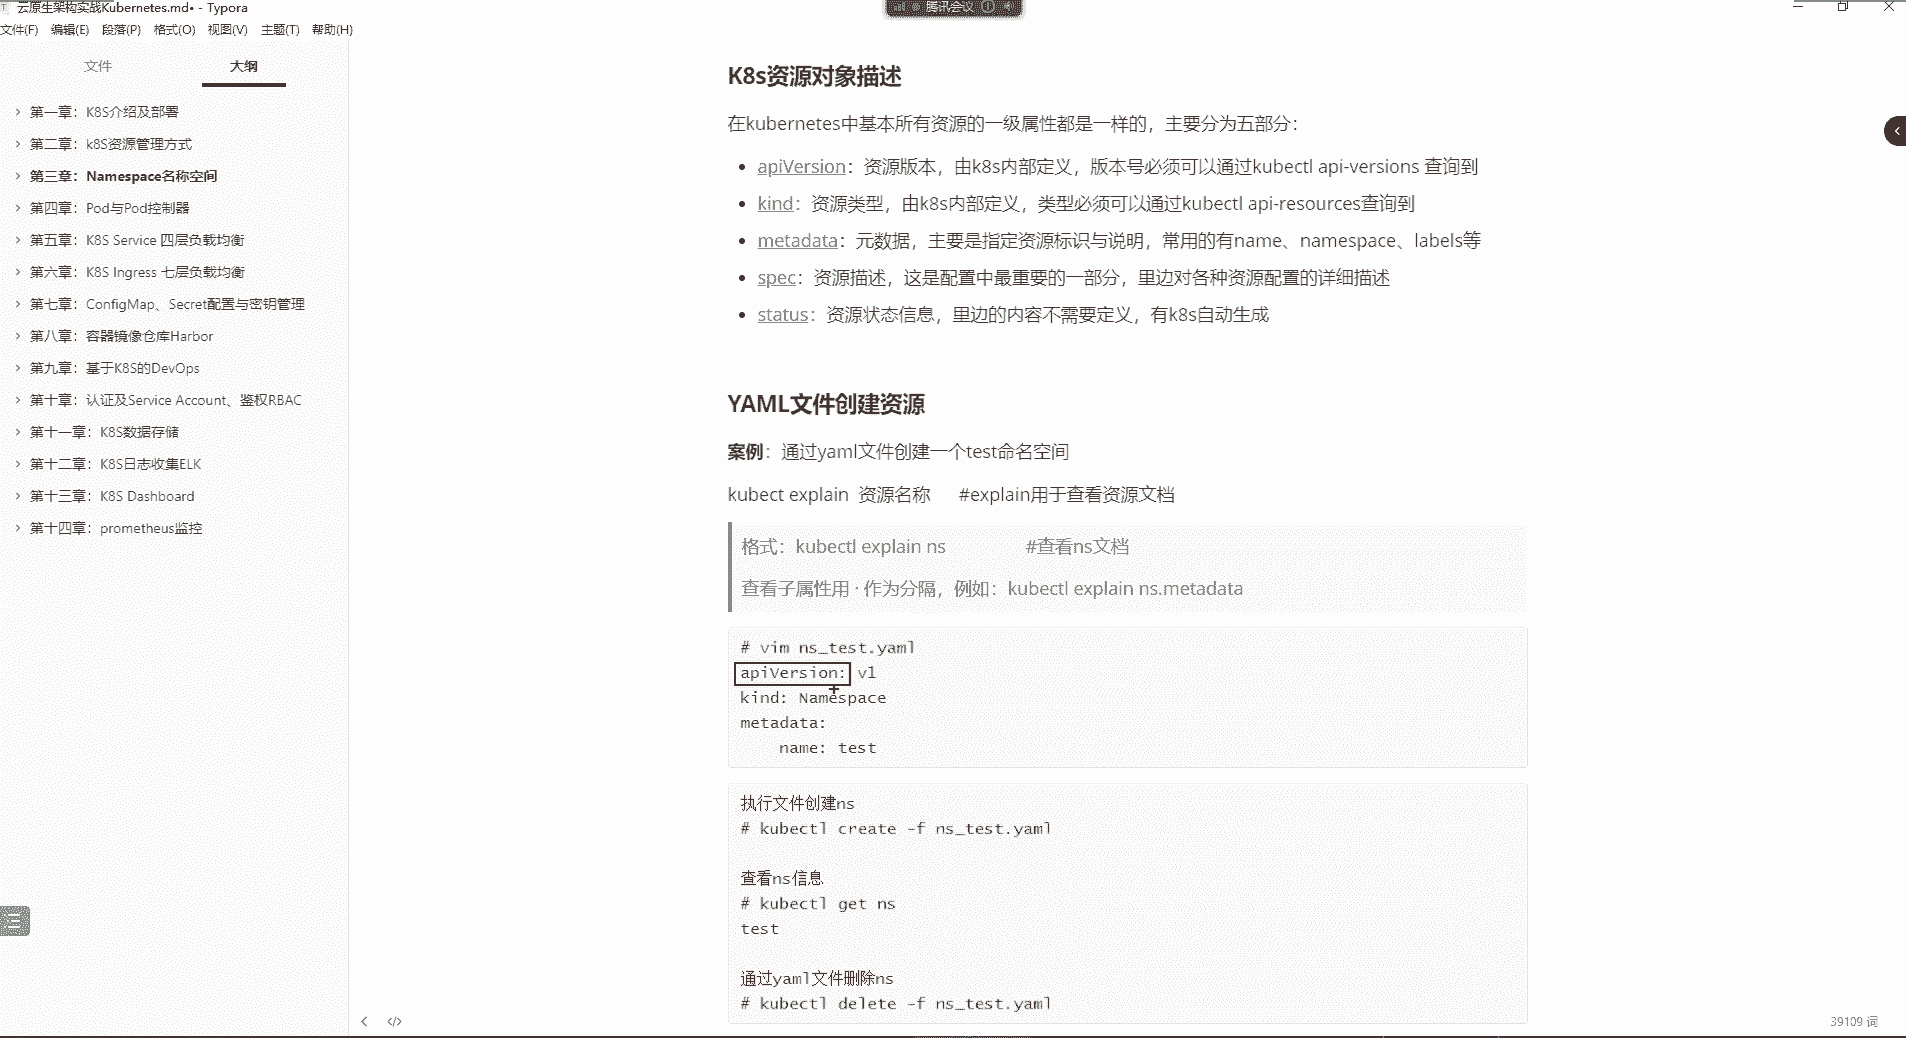 云原生架构实战Kubernetes.md• - Typora
腾讯会议
文件(F) 编辑(E) 段落(P) 格式(O) 视图(V) 主题(T) 帮助(H)
文件 大纲
第一章：K8S介绍及部署
第二章：k8S资源管理方式
第三章：Namespace名称空间
第四章：Pod与Pod控制器
第五章：K8S Service 四层负载均衡
第六章：K8S Ingress 七层负载均衡
第七章：ConfigMap、Secret配置与密钥管理
第八章：容器镜像仓库Harbor
第九章：基于K8S的DevOps
第十章：认证及Service Account、鉴权RBAC
第十一章：K8S数据存储
第十二章：K8S日志收集ELK
第十三章：K8S Dashboard
第十四章：prometheus监控
K8s资源对象描述
在kubernetes中基本所有资源的一级属性都是一样的，主要分为五部分：
apiVersion：资源版本，由k8s内部定义，版本号必须可以通过kubectl api-versions 查询到
kind：资源类型，由k8s内部定义，类型必须可以通过kubectl api-resources查询到
metadata：元数据，主要是指定资源标识与说明，常用的有name、namespace、labels等
spec：资源描述，这是配置中最重要的一部分，里边对各种资源配置的详细描述
status：资源状态信息，里边的内容不需要定义，有k8s自动生成
YAML文件创建资源
案例：通过yaml文件创建一个test命名空间
kubect explain 资源名称 #explain用于查看资源文档
格式：kubectl explain ns #查看ns文档
查看子属性用 · 作为分隔，例如：kubectl explain ns.metadata
# vim ns_test.yaml
apiVersion: v1
kind: Namespace
metadata:
name: test
执行文件创建ns
# kubectl create -f ns_test.yaml
查看ns信息
# kubectl get ns
test
通过yaml文件删除ns
# kubectl delete -f ns_test.yaml
39109 词